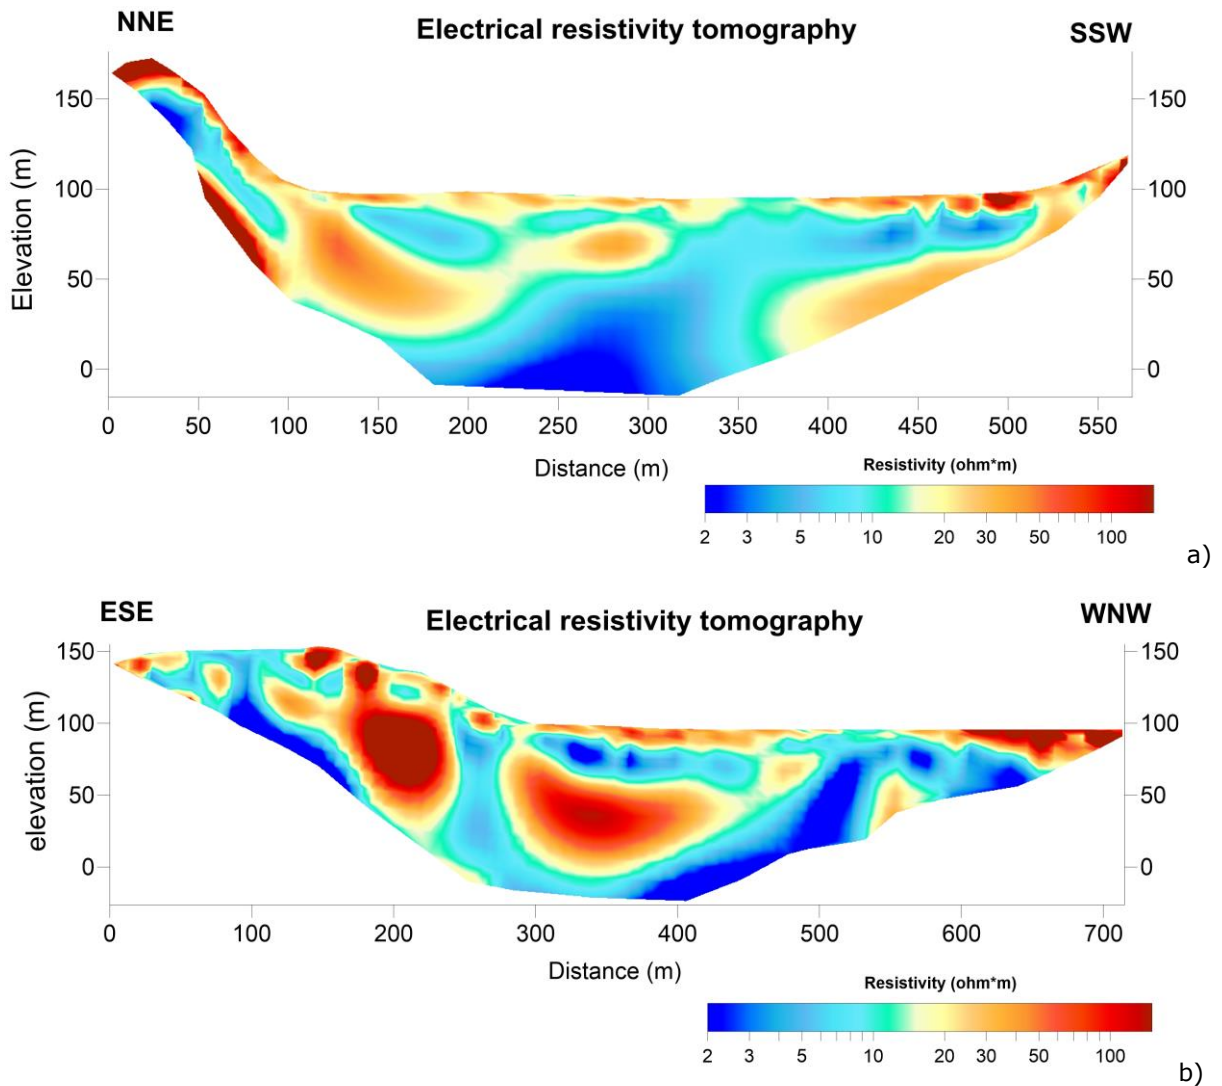 NNE Electrical resistivity tomography SSW
150 150
100 100
50 50
0 0
Elevation (m)
0 50 100 150 200 250 300 350 400 450 500 550
Distance (m)
Resistivity (ohm*m)
2 3 5 10 20 30 50 100
a)
ESE Electrical resistivity tomography WNW
150 150
100 100
50 50
0 0
elevation (m)
0 100 200 300 400 500 600 700
Distance (m)
Resistivity (ohm*m)
2 3 5 10 20 30 50 100
b)